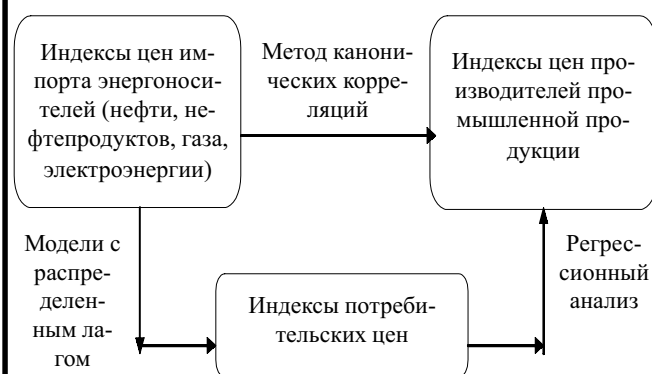 Индексы цен им-
порта энергоноси-
телей (нефти, не-
фтепродуктов, газа,
электроэнергии)
Метод канони-
ческих корре-
ляций
Индексы цен про-
изводителей про-
мышленной про-
дукции
Модели с
распре-
делен-
ным ла-
гом
Индексы потреби-
тельских цен
Регрес-
сионный
анализ